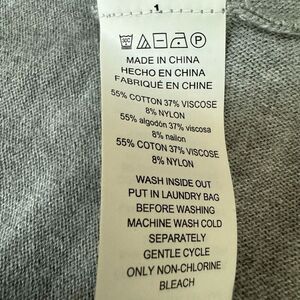 1
30C P
MADE IN CHINA
HECHO EN CHINA
FABRIQUÉ EN CHINE
55% COTTON 37% VISCOSE
8% NYLON
55% algodón 37% viscosa
8% nailon
55% COTON 37% VISCOSE
8% NYLON
WASH INSIDE OUT
PUT IN LAUNDRY BAG
BEFORE WASHING
MACHINE WASH COLD
SEPARATELY
GENTLE CYCLE
ONLY NON-CHLORINE
BLEACH